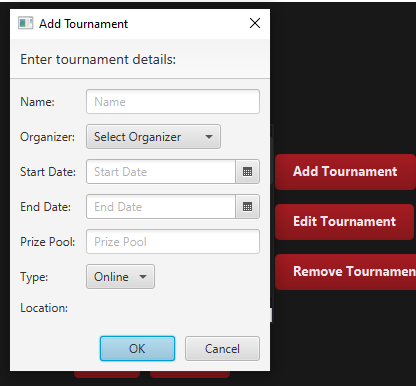 Add Tournament
Enter tournament details:
Name: Name
Organizer: Select Organizer
Start Date: Start Date
End Date: End Date
Prize Pool: Prize Pool
Type: Online
Location:
OK Cancel
Add Tournament
Edit Tournament
Remove Tournamen